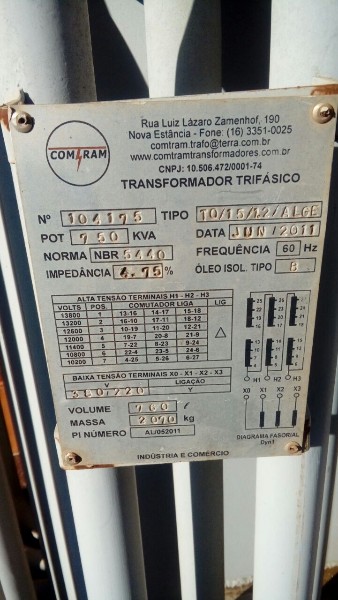 COMTRAM
Rua Luiz Lázaro Zamenhof, 190
Nova Estância - Fone: (16) 3351-0025
comtram.trafo@terra.com.br
www.comtramtransformadores.com.br
CNPJ: 10.506.472/0001-74
TRANSFORMADOR TRIFÁSICO
Nº 104195 TIPO TO/15/1.2/ALGE
POT 750 KVA DATA JUN/2011
NORMA NBR 5440 FREQUÊNCIA 60 Hz
IMPEDÂNCIA 4.75% ÓLEO ISOL. TIPO B
ALTA TENSÃO TERMINAIS H1 - H2 - H3
VOLTS POS. COMUTADOR LIGA LIG
13800 1 13-16 14-17 15-18
13200 2 16-10 17-11 18-12
12600 3 10-19 11-20 12-21
12000 4 19-7 20-8 21-9
11400 5 7-22 8-23 9-24
10800 6 22-4 23-5 24-6
10200 7 4-25 5-26 6-27
△
H1 H2 H3
BAIXA TENSÃO TERMINAIS X0 - X1 - X2 - X3
V LIGAÇÃO
380/220 Y
X0 X1 X2 X3
VOLUME 760 l
MASSA 2090 kg
PI NÚMERO AL/052011
DIAGRAMA FASORIAL
Dyn1
INDÚSTRIA E COMÉRCIO